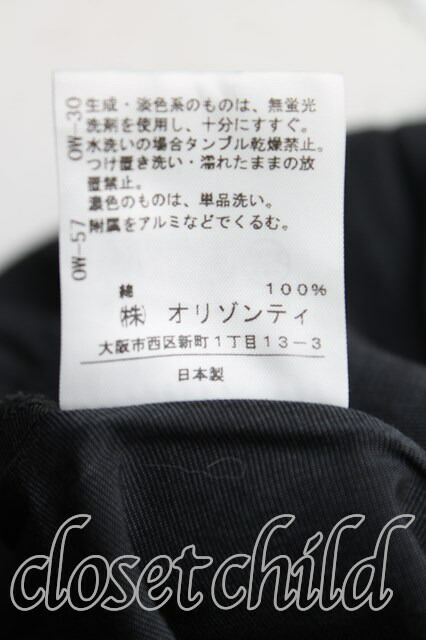 OW-30
OW-57
生成・淡色系のものは、無蛍光
洗剤を使用し、十分にすすぐ。
水洗いの場合タンブル乾燥禁止。
つけ置き洗い・濡れたままの放
置禁止。
濃色のものは、単品洗い。
附属をアルミなどでくるむ。
綿 100%
㈱ オリゾンティ
大阪市西区新町1丁目13-3
日本製
closet child